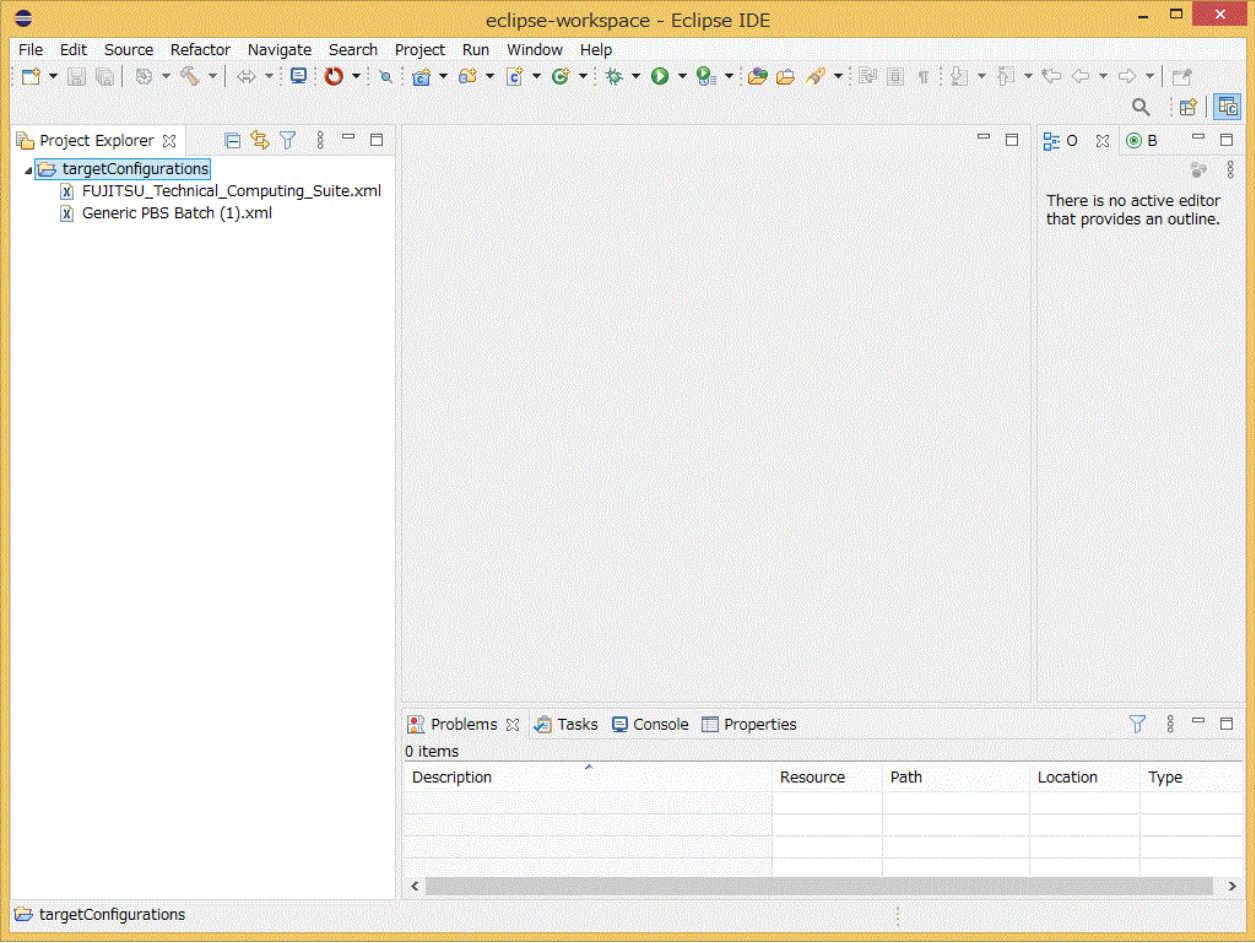 eclipse-workspace - Eclipse IDE
File Edit Source Refactor Navigate Search Project Run Window Help
Project Explorer
targetConfigurations
FUJITSU_Technical_Computing_Suite.xml
Generic PBS Batch (1).xml
O B
There is no active editor
that provides an outline.
Problems Tasks Console Properties
0 items
Description Resource Path Location Type
targetConfigurations